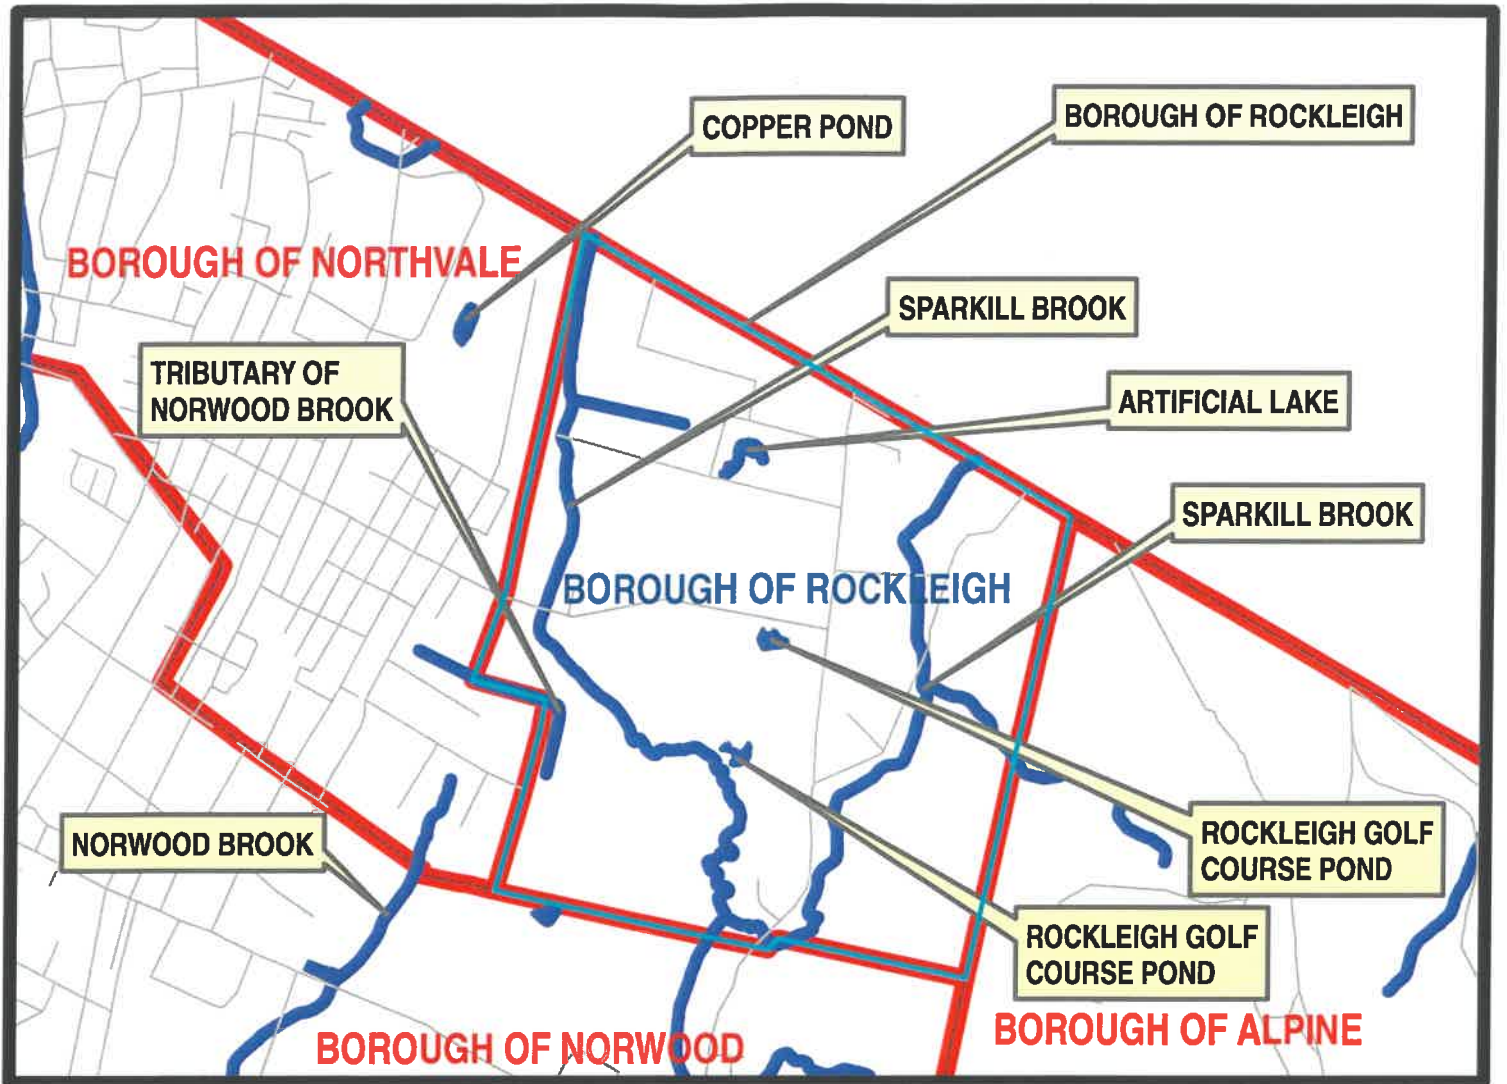 COPPER POND
BOROUGH OF ROCKLEIGH
BOROUGH OF NORTHVALE
SPARKILL BROOK
TRIBUTARY OF
NORWOOD BROOK
ARTIFICIAL LAKE
SPARKILL BROOK
BOROUGH OF ROCKLEIGH
NORWOOD BROOK
ROCKLEIGH GOLF
COURSE POND
ROCKLEIGH GOLF
COURSE POND
BOROUGH OF NORWOOD
BOROUGH OF ALPINE